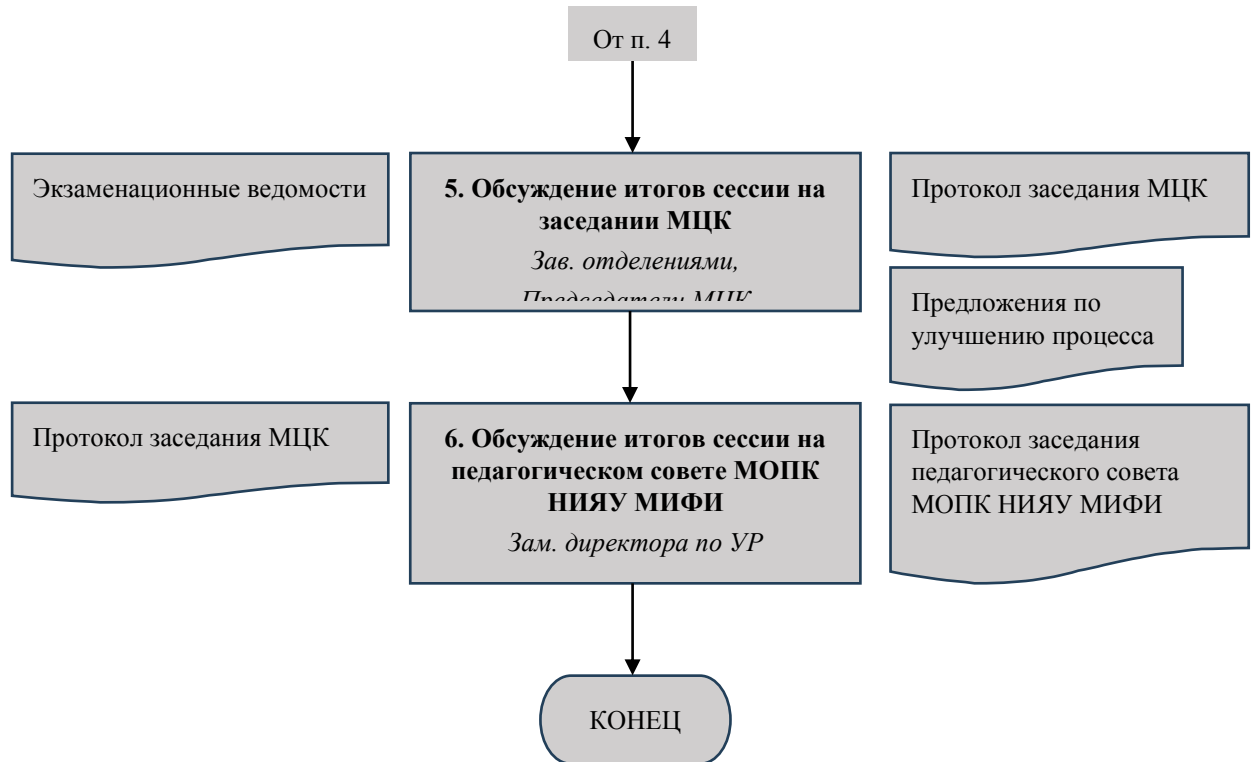 От п. 4
Экзаменационные ведомости
5. Обсуждение итогов сессии на
заседании МЦК
Зав. отделениями,
Председатели МЦК
Протокол заседания МЦК
Предложения по
улучшению процесса
Протокол заседания МЦК
6. Обсуждение итогов сессии на
педагогическом совете МОПК
НИЯУ МИФИ
Зам. директора по УР
Протокол заседания
педагогического совета
МОПК НИЯУ МИФИ
КОНЕЦ